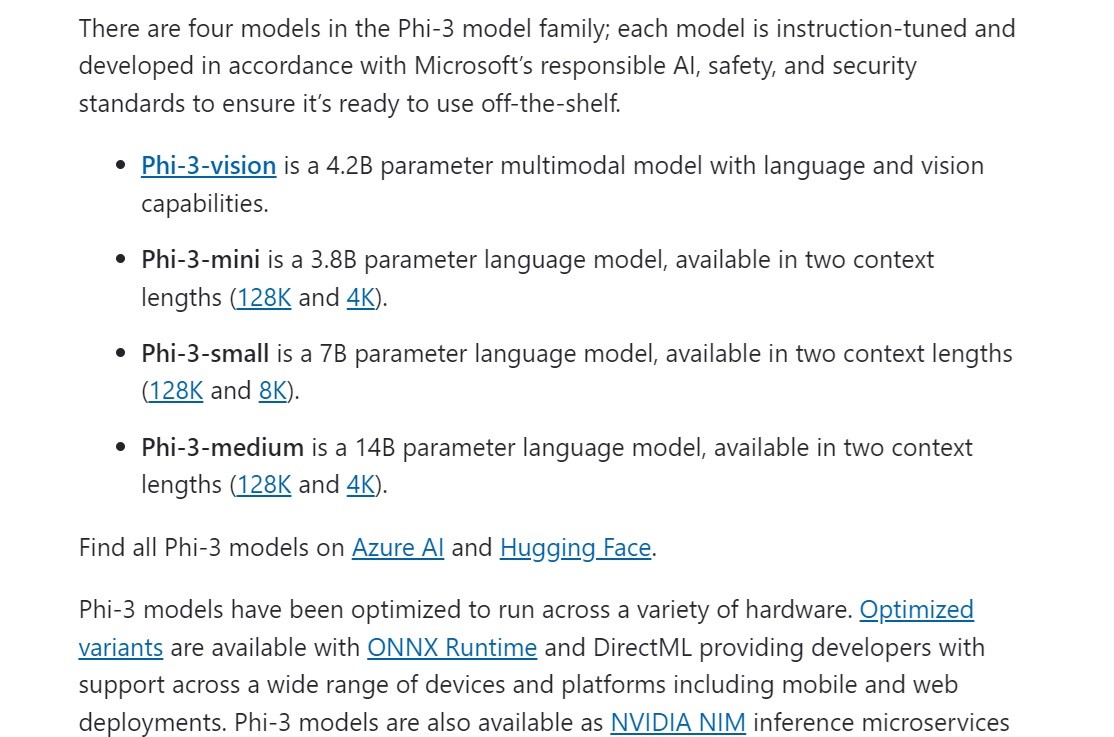 There are four models in the Phi-3 model family; each model is instruction-tuned and
developed in accordance with Microsoft’s responsible AI, safety, and security
standards to ensure it’s ready to use off-the-shelf.
• Phi-3-vision is a 4.2B parameter multimodal model with language and vision
capabilities.
• Phi-3-mini is a 3.8B parameter language model, available in two context
lengths (128K and 4K).
• Phi-3-small is a 7B parameter language model, available in two context lengths
(128K and 8K).
• Phi-3-medium is a 14B parameter language model, available in two context
lengths (128K and 4K).
Find all Phi-3 models on Azure AI and Hugging Face.
Phi-3 models have been optimized to run across a variety of hardware. Optimized
variants are available with ONNX Runtime and DirectML providing developers with
support across a wide range of devices and platforms including mobile and web
deployments. Phi-3 models are also available as NVIDIA NIM inference microservices